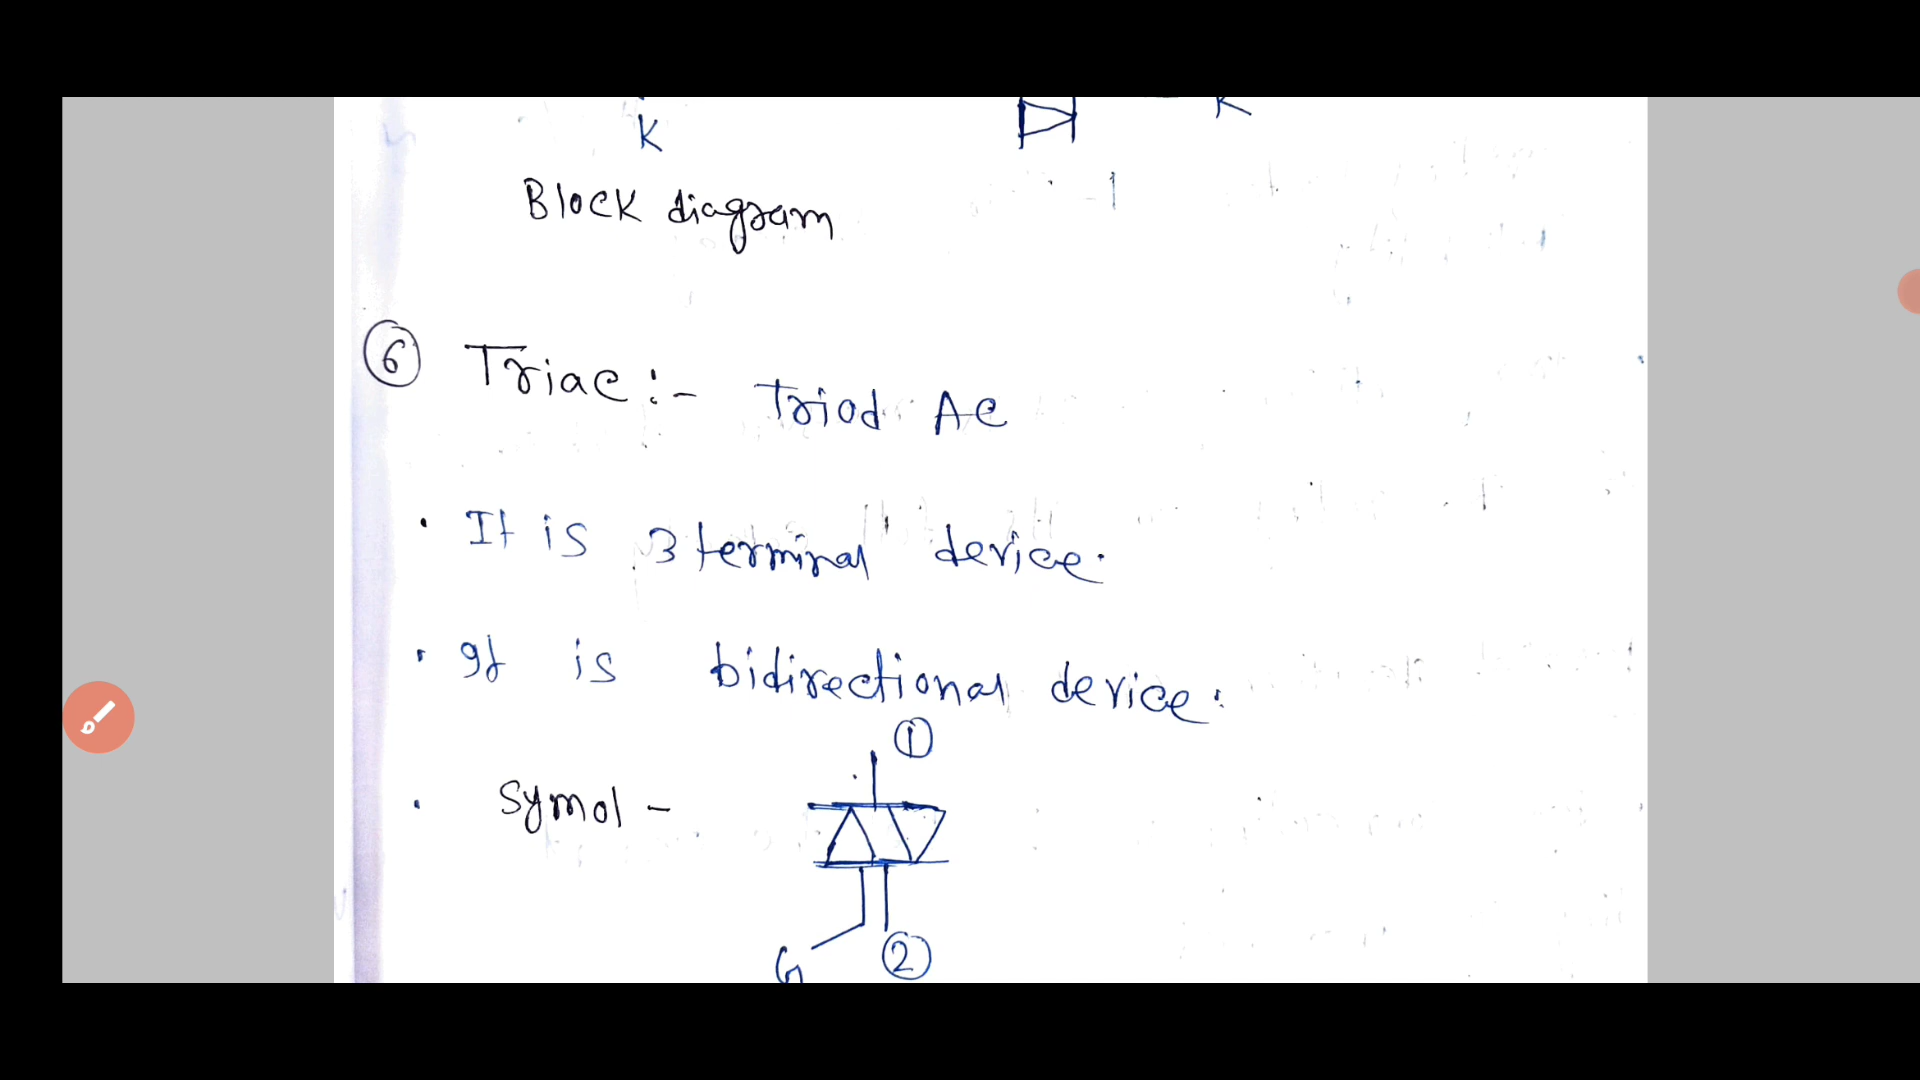 K
K
Block diagram
6 Triac :- Triod AC
· It is 3 terminal device.
· It is bidirectional device.
1
· Symol -
G 2